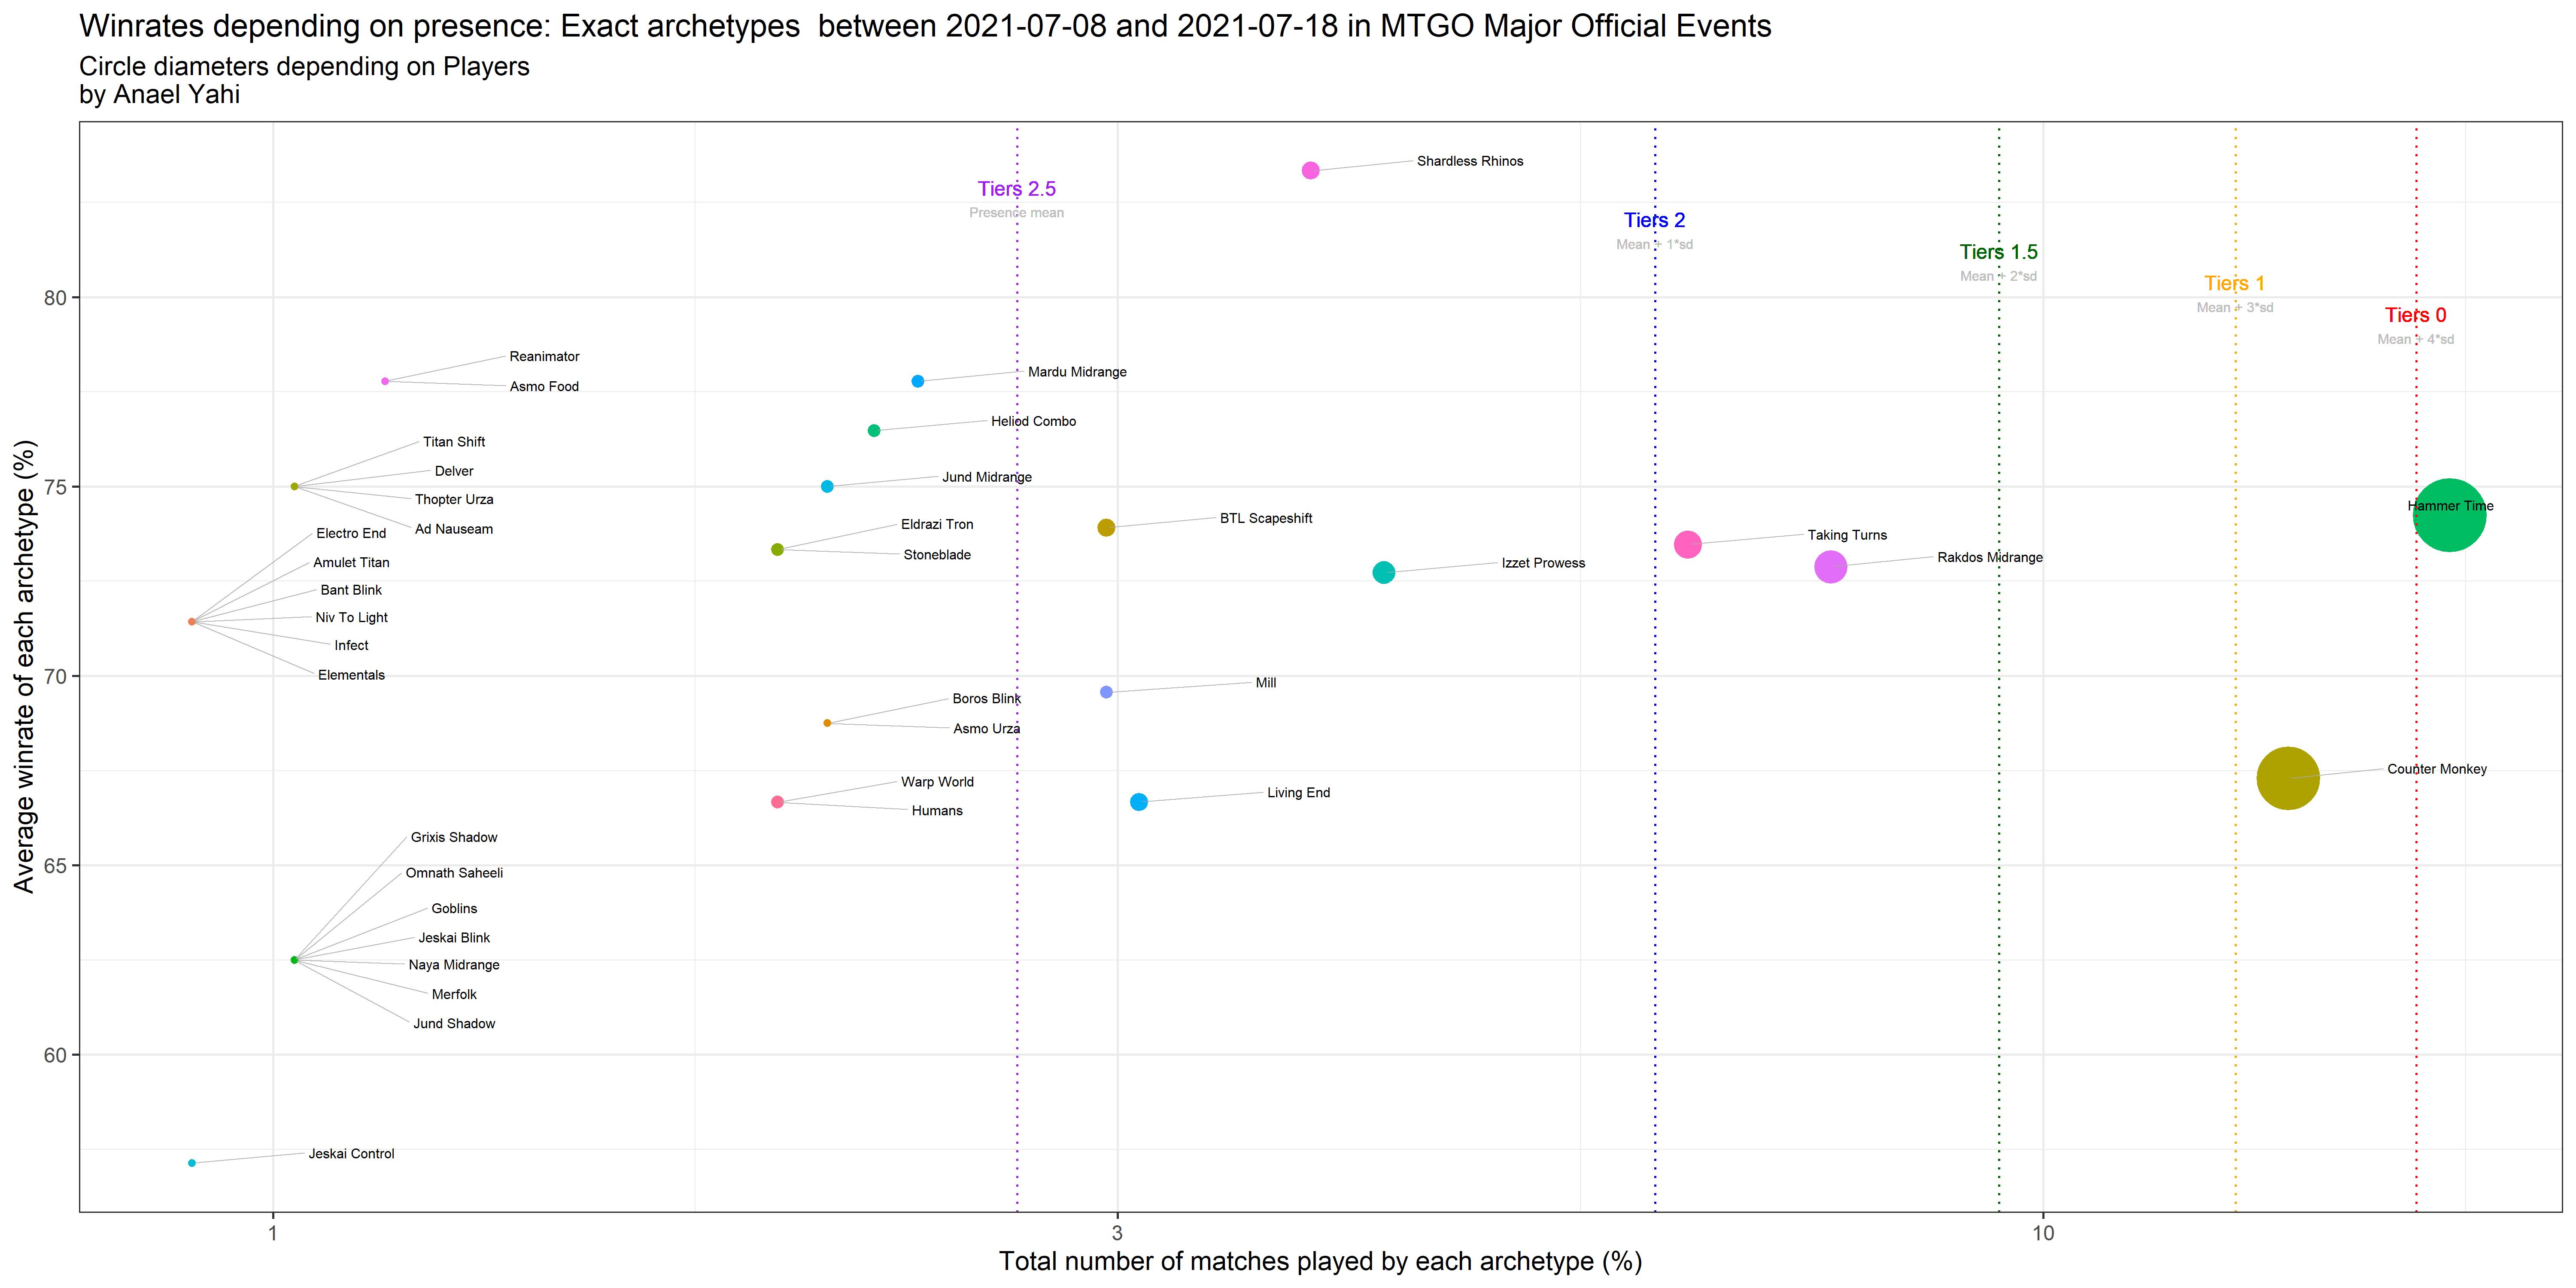 Winrates depending on presence: Exact archetypes  between 2021-07-08 and 2021-07-18 in MTGO Major Official Events
Circle diameters depending on Players
by Anael Yahi
Average winrate of each archetype (%)
80
75
70
65
60
Shardless Rhinos
Tiers 2.5
Presence mean
Tiers 2
Mean + 1*sd
Tiers 1.5
Mean + 2*sd
Tiers 1
Mean + 3*sd
Tiers 0
Mean + 4*sd
Reanimator
Asmo Food
Mardu Midrange
Heliod Combo
Titan Shift
Delver
Thopter Urza
Ad Nauseam
Jund Midrange
Hammer Time
Eldrazi Tron
Stoneblade
BTL Scapeshift
Taking Turns
Rakdos Midrange
Izzet Prowess
Electro End
Amulet Titan
Bant Blink
Niv To Light
Infect
Elementals
Mill
Boros Blink
Asmo Urza
Counter Monkey
Warp World
Humans
Living End
Grixis Shadow
Omnath Saheeli
Goblins
Jeskai Blink
Naya Midrange
Merfolk
Jund Shadow
Jeskai Control
1
3
10
Total number of matches played by each archetype (%)